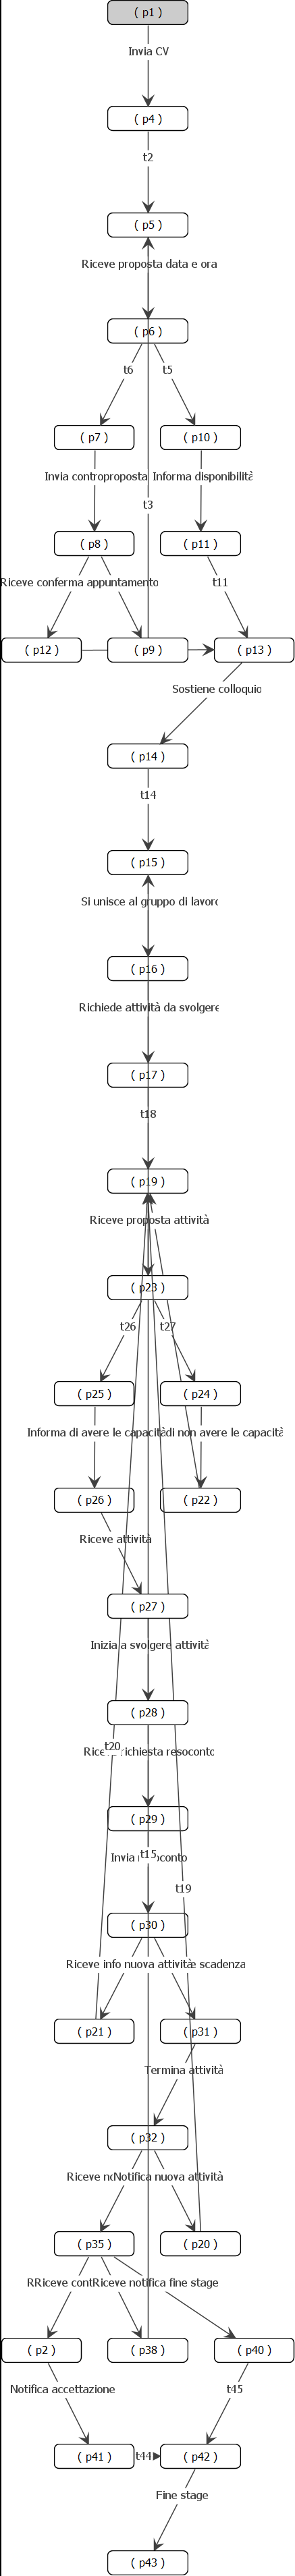 ( p1 )
Invia CV
( p4 )
t2
( p5 )
Riceve proposta data e ora
( p6 )
t6 t5
( p7 ) ( p10 )
Invia controproposta Informa disponibilità
t3
( p8 ) ( p11 )
Riceve conferma appuntamento t11
( p12 ) ( p9 ) ( p13 )
Sostiene colloquio
( p14 )
t14
( p15 )
Si unisce al gruppo di lavoro
( p16 )
Richiede attività da svolgere
( p17 )
t18
( p19 )
Riceve proposta attività
( p23 )
t26 t27
( p25 ) ( p24 )
Informa di avere le capacità di non avere le capacità
( p26 ) ( p22 )
Riceve attività
( p27 )
Inizia a svolgere attività
( p28 )
t20
richiesta resoconto
( p29 )
t15
Invia
( p30 )
t19
Riceve info nuova attività e scadenza
( p21 ) ( p31 )
Termina attività
( p32 )
Riceve Notifica nuova attività
( p35 ) ( p20 )
Riceve notifica fine stage
( p2 ) ( p38 ) ( p40 )
Notifica accettazione t45
( p41 ) t44 ( p42 )
Fine stage
( p43 )